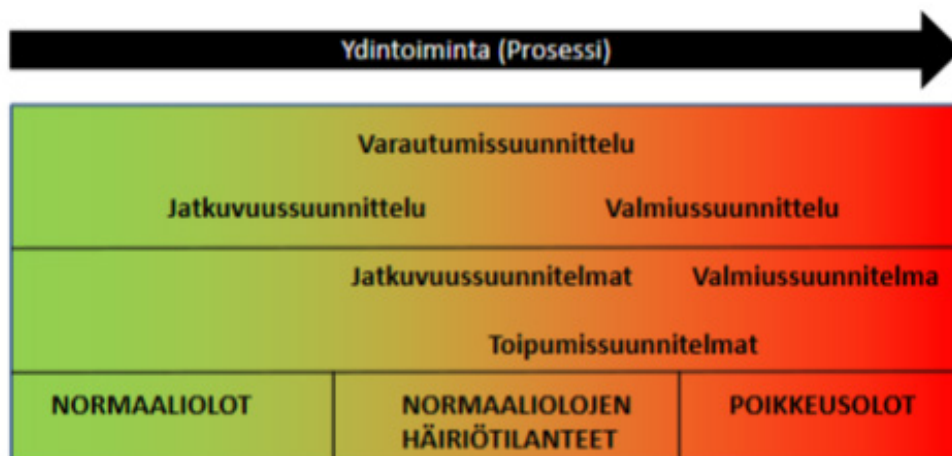 Ydintoiminta (Prosessi)
Varautumissuunnittelu
Jatkuvuussuunnittelu
Valmiussuunnittelu
Jatkuvuussuunnitelmat
Valmiussuunnitelma
Toipumissuunnitelmat
NORMAALIOLOT
NORMAALIOLOJEN
HÄIRIÖTILANTEET
POIKKEUSOLOT